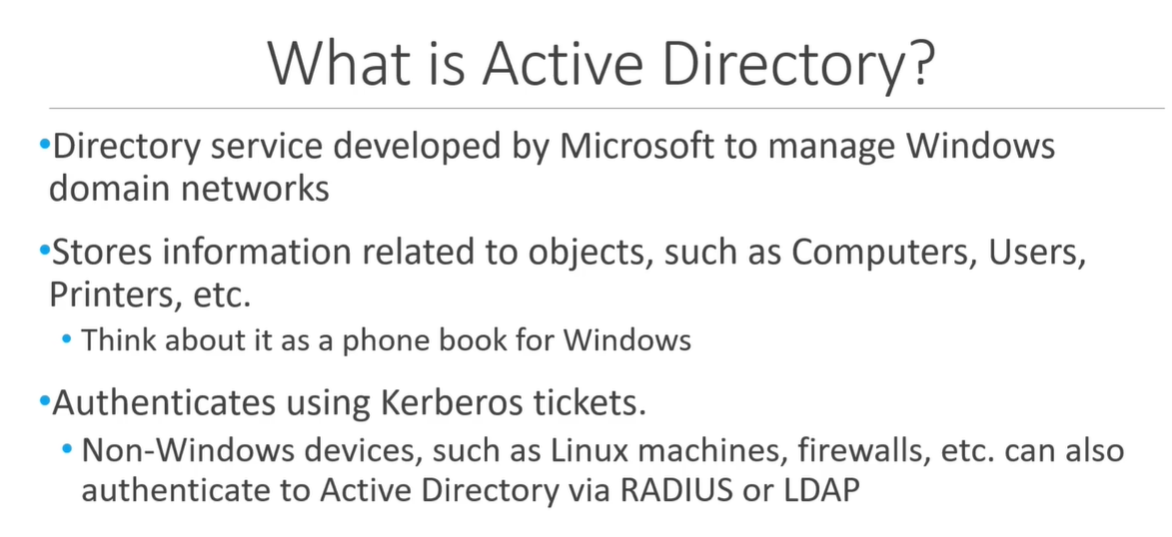 What is Active Directory?
•Directory service developed by Microsoft to manage Windows
domain networks
•Stores information related to objects, such as Computers, Users,
Printers, etc.
• Think about it as a phone book for Windows
•Authenticates using Kerberos tickets.
• Non-Windows devices, such as Linux machines, firewalls, etc. can also
authenticate to Active Directory via RADIUS or LDAP